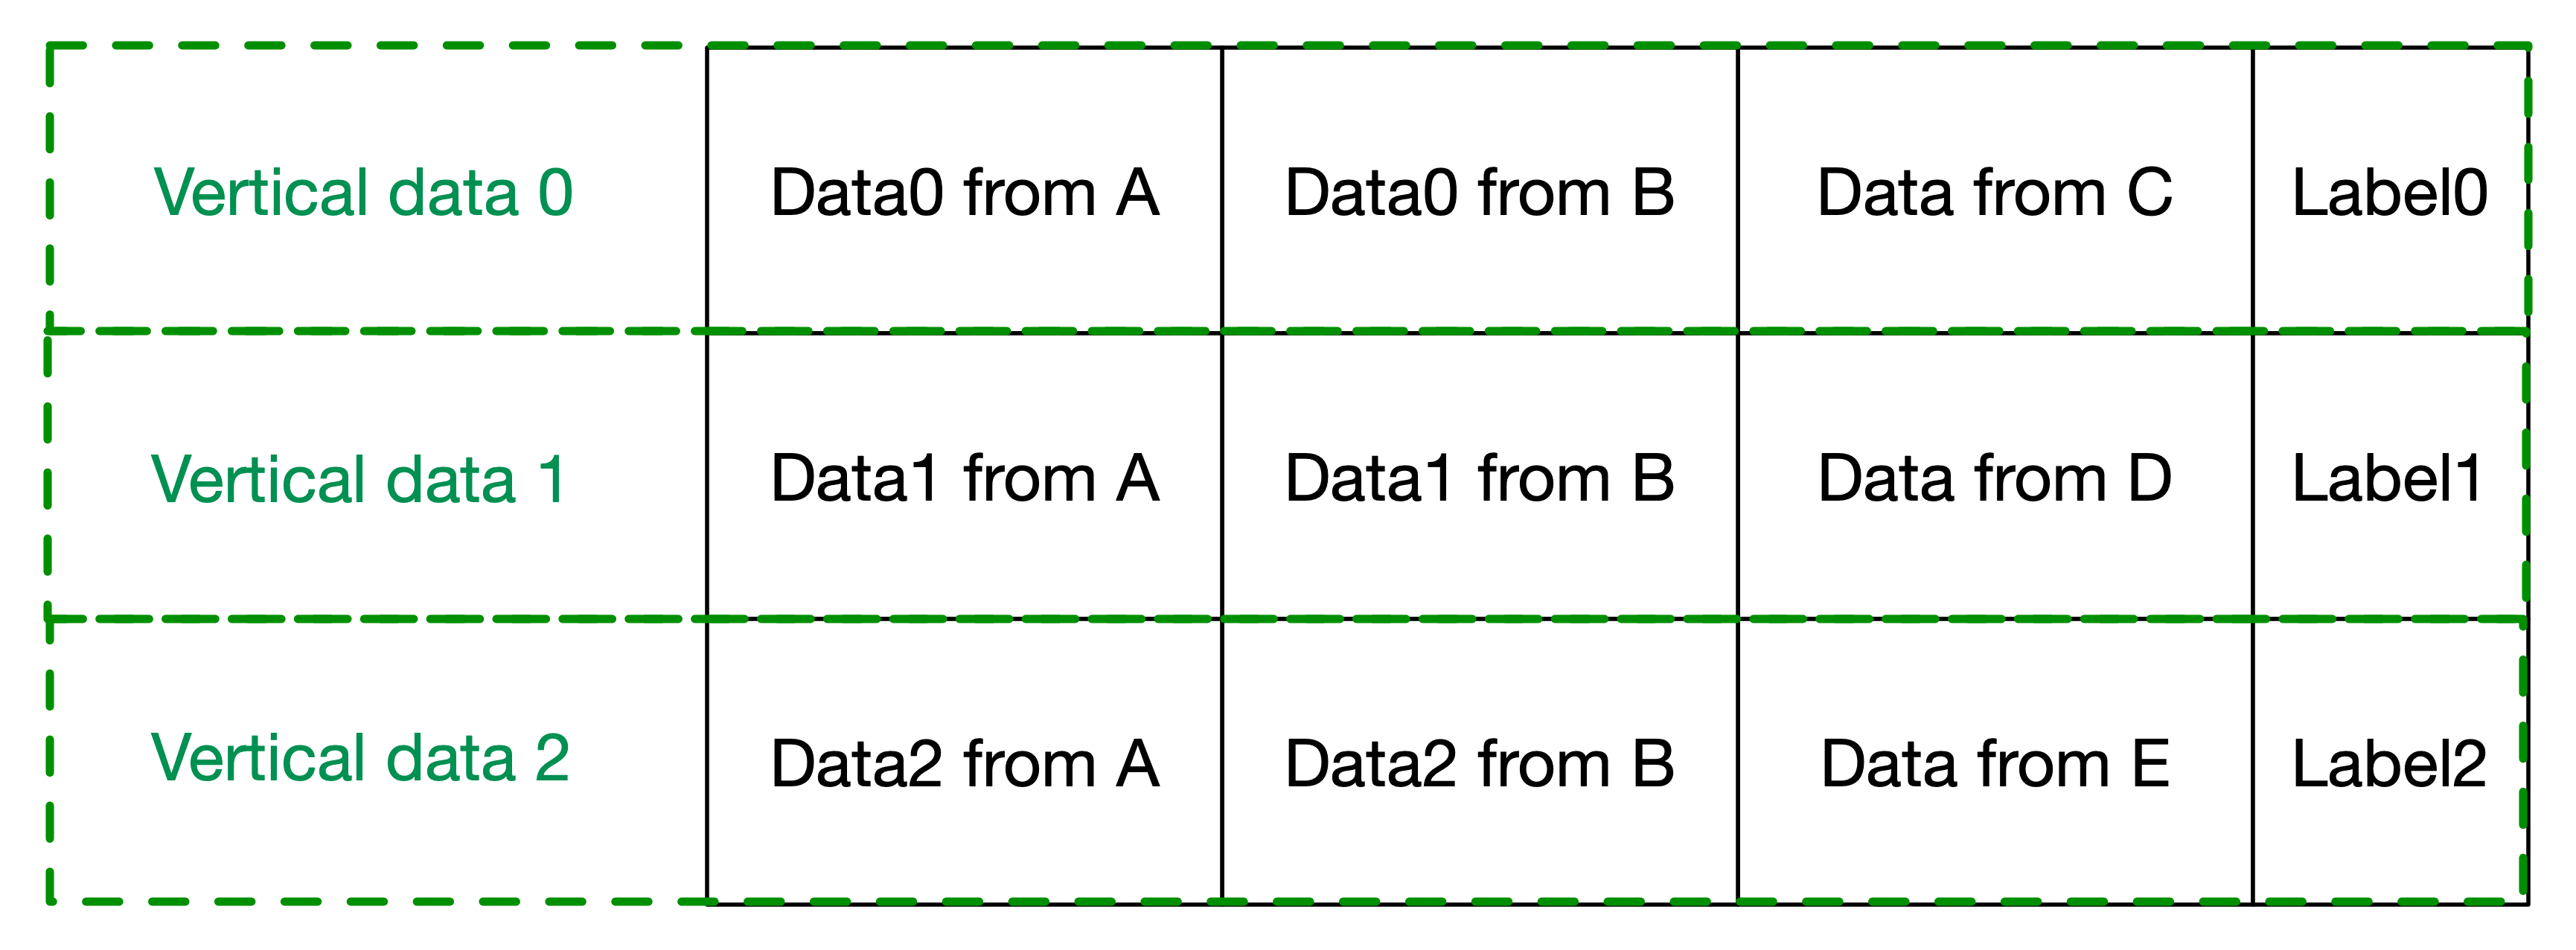 Vertical data 0 Data0 from A Data0 from B Data from C Label0
Vertical data 1 Data1 from A Data1 from B Data from D Label1
Vertical data 2 Data2 from A Data2 from B Data from E Label2